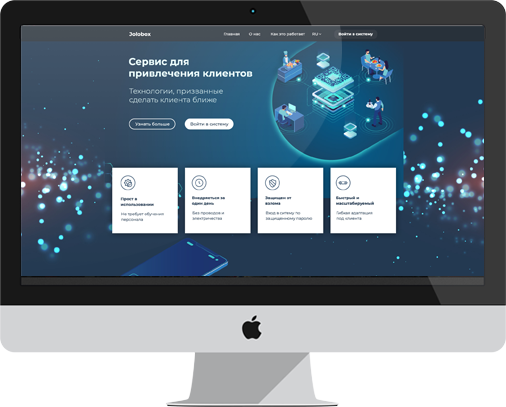 Jolobox
Главная О нас Как это работает RU Войти в систему
Сервис для
привлечения клиентов
Технологии, призванные
сделать клиента ближе
Узнать больше Войти в систему
Прост в
использовании
Не требует обучения
персонала
Внедряеться за
один день
Без проводов и
электричества
Защищен от
взлома
Вход в систему по
защищенному паролю
Быстрый и
масштабируемый
Гибкая адаптация
под клиента